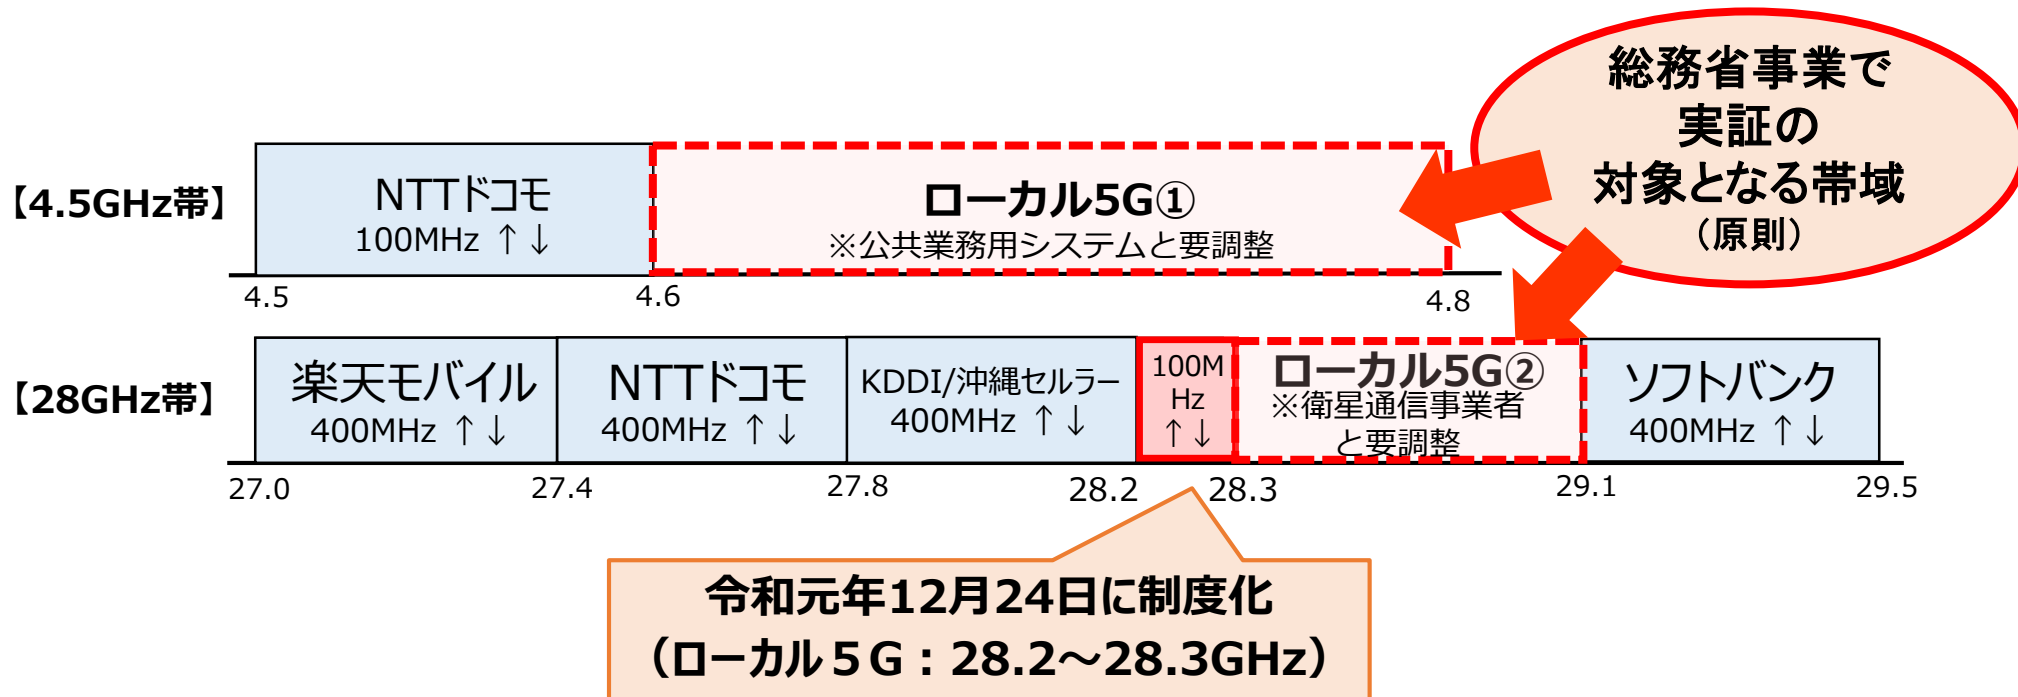 総務省事業で
実証の
対象となる帯域
（原則）
【4.5GHz帯】
NTTドコモ
100MHz ↑↓
ローカル5G①
※公共業務用システムと要調整
4.5
4.6
4.8
【28GHz帯】
楽天モバイル
400MHz ↑↓
NTTドコモ
400MHz ↑↓
KDDI/沖縄セルラー
400MHz ↑↓
100M
Hz
↑↓
ローカル5G②
※衛星通信事業者
と要調整
ソフトバンク
400MHz ↑↓
27.0
27.4
27.8
28.2
28.3
29.1
29.5
令和元年12月24日に制度化
（ローカル５G：28.2～28.3GHz）